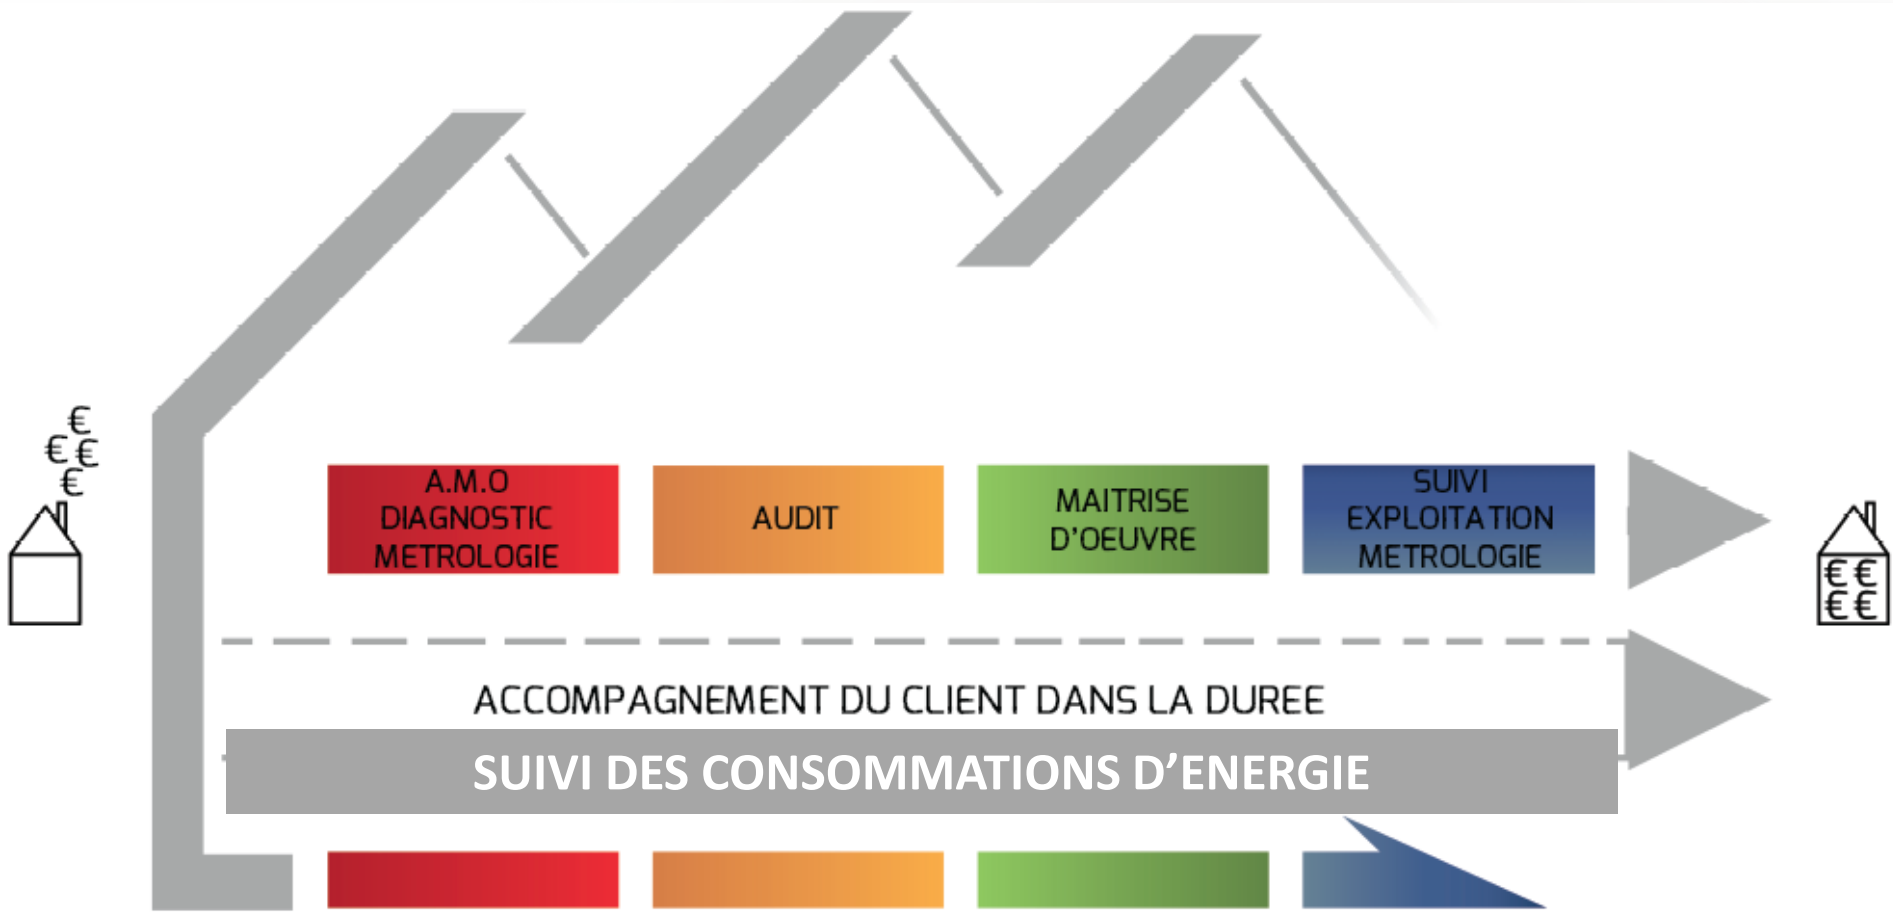 €
€ €
€
A.M.O
DIAGNOSTIC
METROLOGIE
AUDIT
MAITRISE
D'OEUVRE
SUIVI
EXPLOITATION
METROLOGIE
€ €
€ €
ACCOMPAGNEMENT DU CLIENT DANS LA DUREE
SUIVI DES CONSOMMATIONS D’ENERGIE